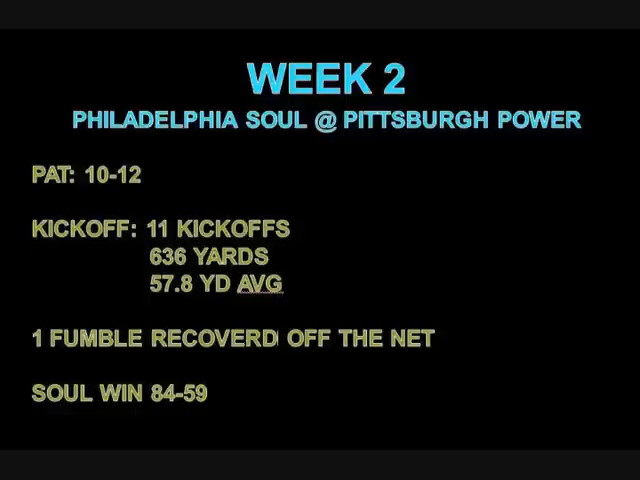 WEEK 2
PHILADELPHIA SOUL @ PITTSBURGH POWER
PAT: 10-12
KICKOFF: 11 KICKOFFS
636 YARDS
57.8 YD AVG
1 FUMBLE RECOVERD OFF THE NET
SOUL WIN 84-59